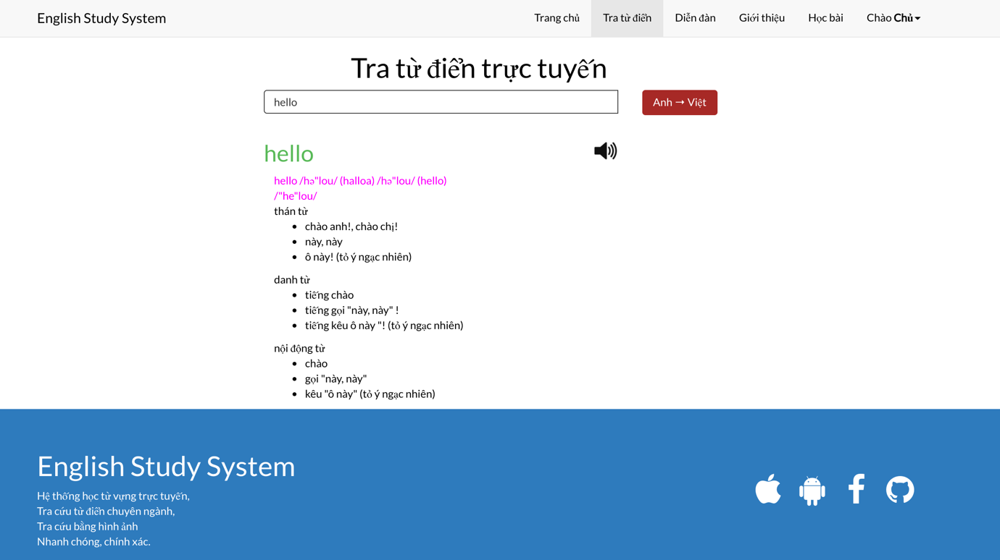 English Study System
Trang chủ
Tra từ điển
Diễn đàn
Giới thiệu
Học bài
Chào Chủ
Tra từ điển trực tuyến
hello
Anh → Việt
hello
hello /hə"lou/ (halloa) /hə"lou/ (hello)
/"he"lou/
thán từ
• chào anh!, chào chị!
• này, này
• ô này! (tỏ ý ngạc nhiên)
danh từ
• tiếng chào
• tiếng gọi "này, này" !
• tiếng kêu ô này "! (tỏ ý ngạc nhiên)
nội động từ
• chào
• gọi "này, này"
• kêu "ô này" (tỏ ý ngạc nhiên)
English Study System
Hệ thống học từ vựng trực tuyến,
Tra cứu từ điển chuyên ngành,
Tra cứu bằng hình ảnh
Nhanh chóng, chính xác.